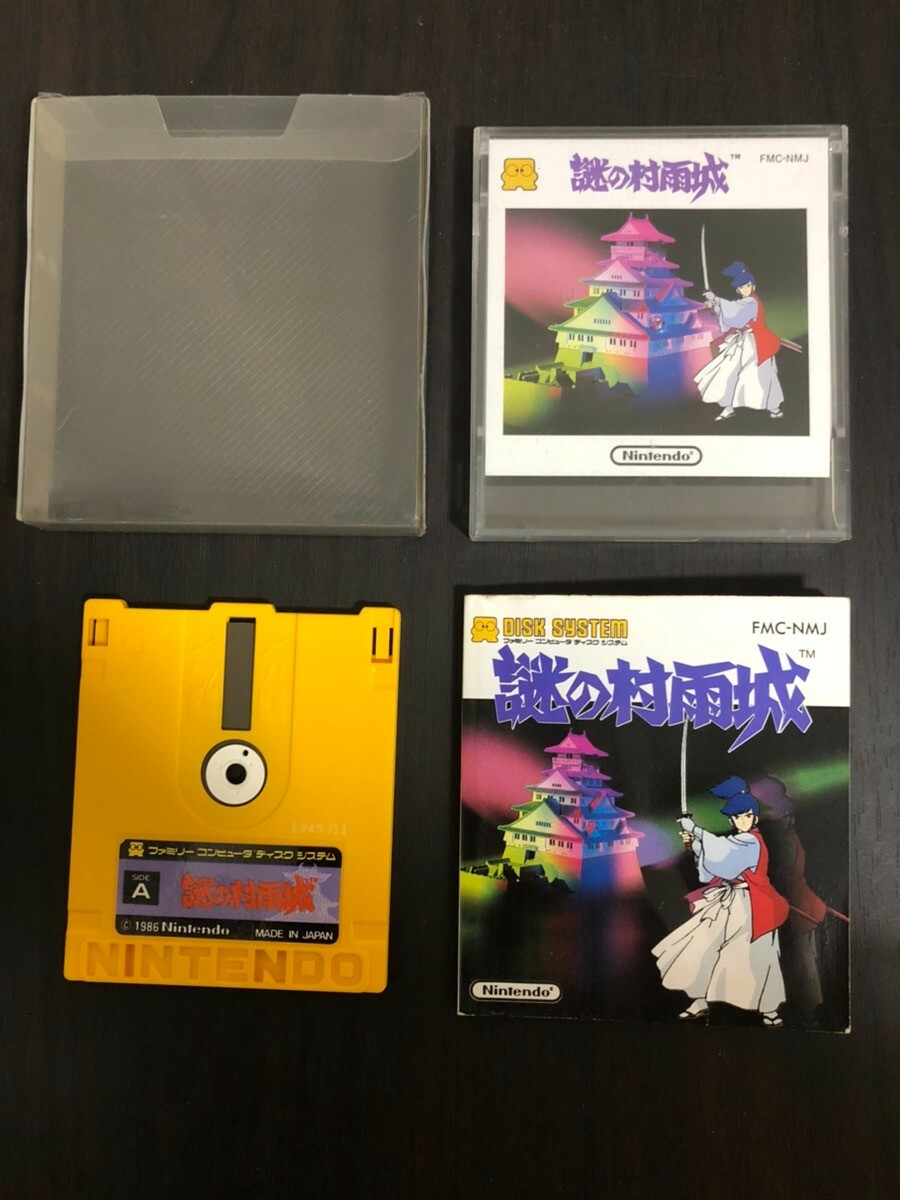 謎の村雨城™
FMC-NMJ
Nintendo®
DISK SYSTEM
ファミリー コンピュータ ディスク システム
FMC-NMJ
謎の村雨城™
Nintendo®
ファミリー コンピュータ ディスク システム
SIDE
A
謎の村雨城
© 1986 Nintendo
MADE IN JAPAN
NINTENDO